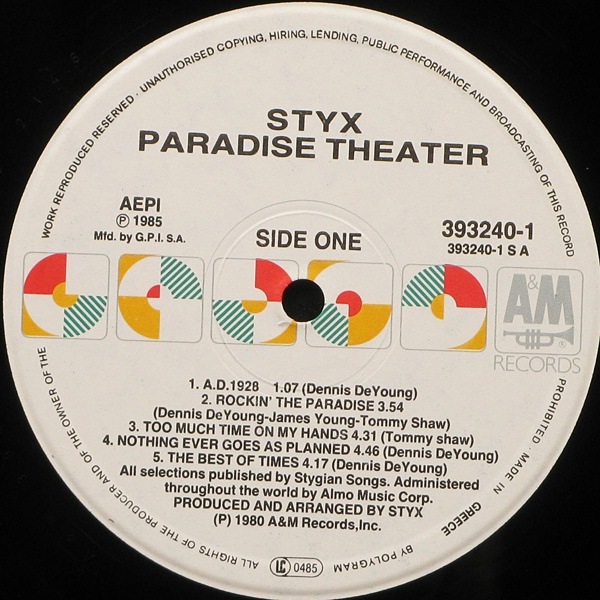 WORK REPRODUCED RESERVED - UNAUTHORISED COPYING, HIRING, LENDING, PUBLIC PERFORMANCE AND BROADCASTING OF THIS RECORD
PROHIBITED. MADE IN GREECE
BY POLYGRAM
ALL RIGHTS OF THE PRODUCER AND OF THE OWNER OF THE
STYX
PARADISE THEATER
AEPI
℗ 1985
Mfd. by G.P.I. S.A.
SIDE ONE
393240-1
393240-1 S A
A&M
®
RECORDS
1. A.D.1928 1.07 (Dennis DeYoung)
2. ROCKIN' THE PARADISE 3.54
(Dennis DeYoung-James Young-Tommy Shaw)
3. TOO MUCH TIME ON MY HANDS 4.31 (Tommy shaw)
4. NOTHING EVER GOES AS PLANNED 4.46 (Dennis DeYoung)
5. THE BEST OF TIMES 4.17 (Dennis DeYoung)
All selections published by Stygian Songs. Administered
throughout the world by Almo Music Corp.
PRODUCED AND ARRANGED BY STYX
(P) 1980 A&M Records,Inc.
LC 0485